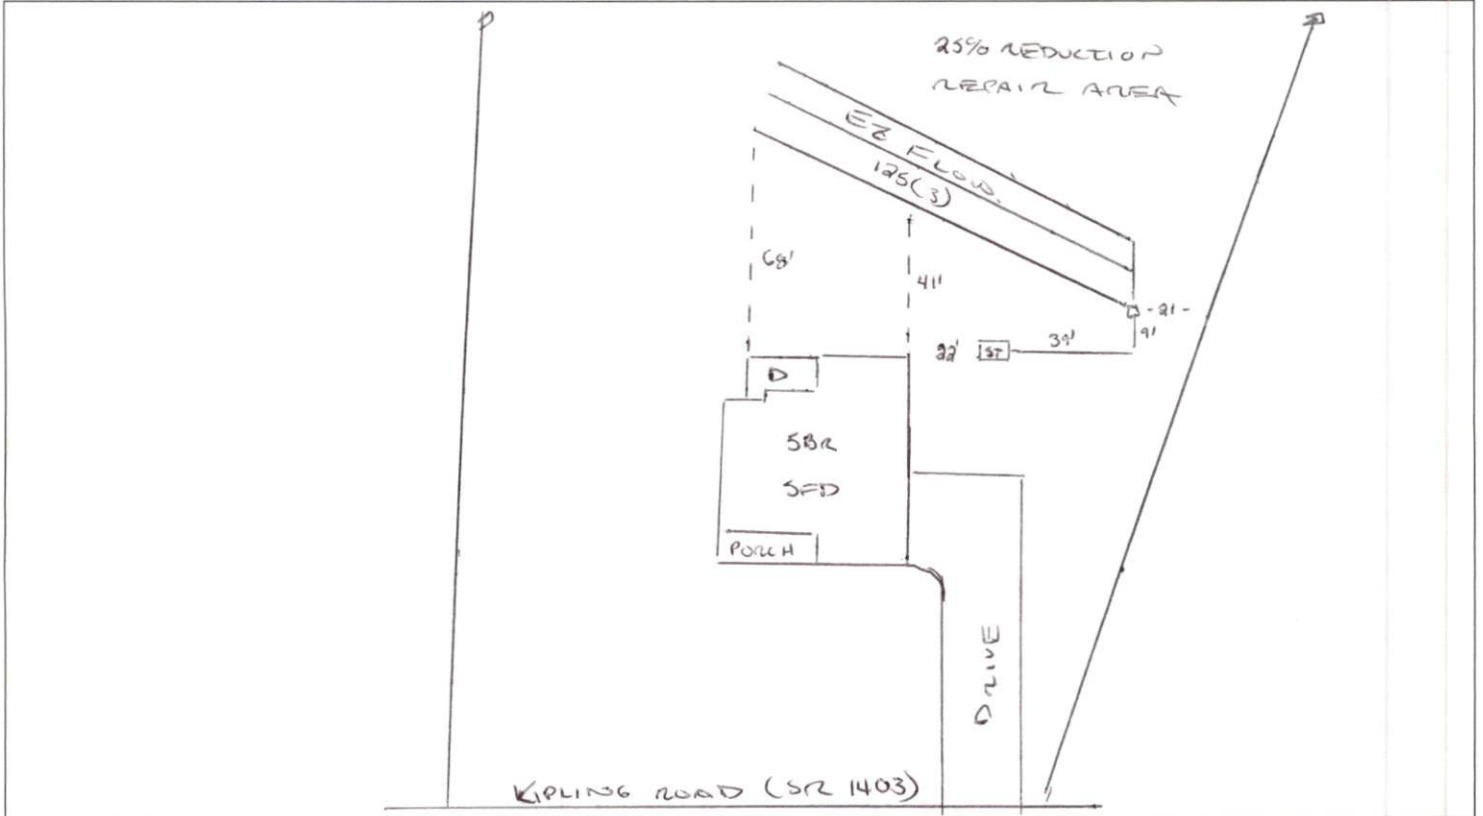 25% REDUCTION
REPAIR AREA
EZ FLOW
125(3)
68'
41'
-21-
9'
22'
ST
39'
D
5BR
SFD
PORCH
DRIVE
KIPLING ROAD (SR 1403)